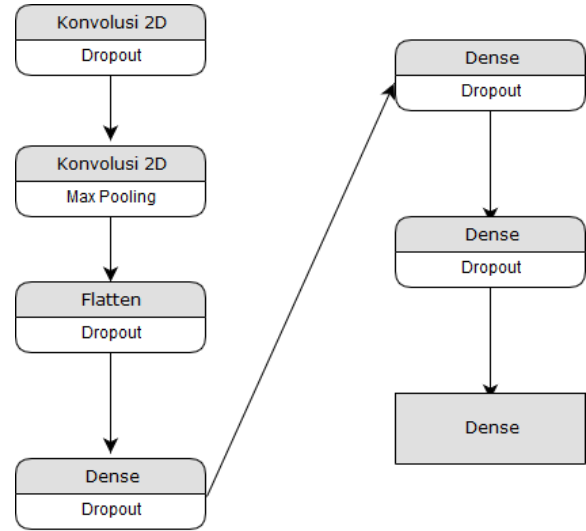 Konvolusi 2D
Dropout
Konvolusi 2D
Max Pooling
Flatten
Dropout
Dense
Dropout
Dense
Dropout
Dense
Dropout
Dense